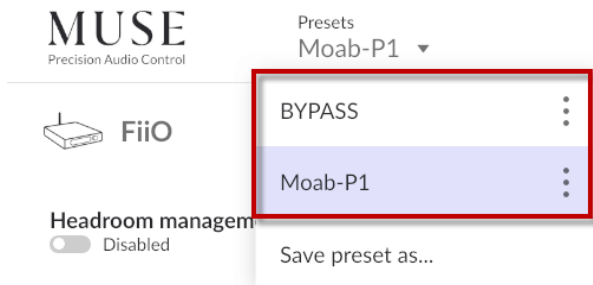 MUSE
Precision Audio Control
Presets
Moab-P1
FiiO
BYPASS
Moab-P1
Headroom managem
Disabled
Save preset as...